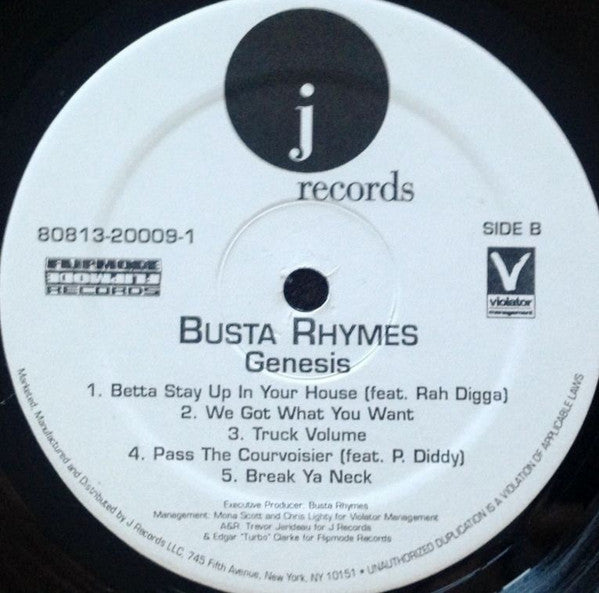 j
records
80813-20009-1
SIDE B
FLIPMODE
RECORDS
V
violator
management
BUSTA RHYMES
Genesis
1. Betta Stay Up In Your House (feat. Rah Digga)
2. We Got What You Want
3. Truck Volume
4. Pass The Courvoisier (feat. P. Diddy)
5. Break Ya Neck
Executive Producer: Busta Rhymes
Management: Mona Scott and Chris Lighty for Violator Management
A&R: Trevor Jerideau for J Records
& Edgar "Turbo" Clarke for Flipmode Records
Marketed, Manufactured and Distributed by J Records LLC, 745 Fifth Avenue, New York, NY 10151 • UNAUTHORIZED DUPLICATION IS A VIOLATION OF APPLICABLE LAWS